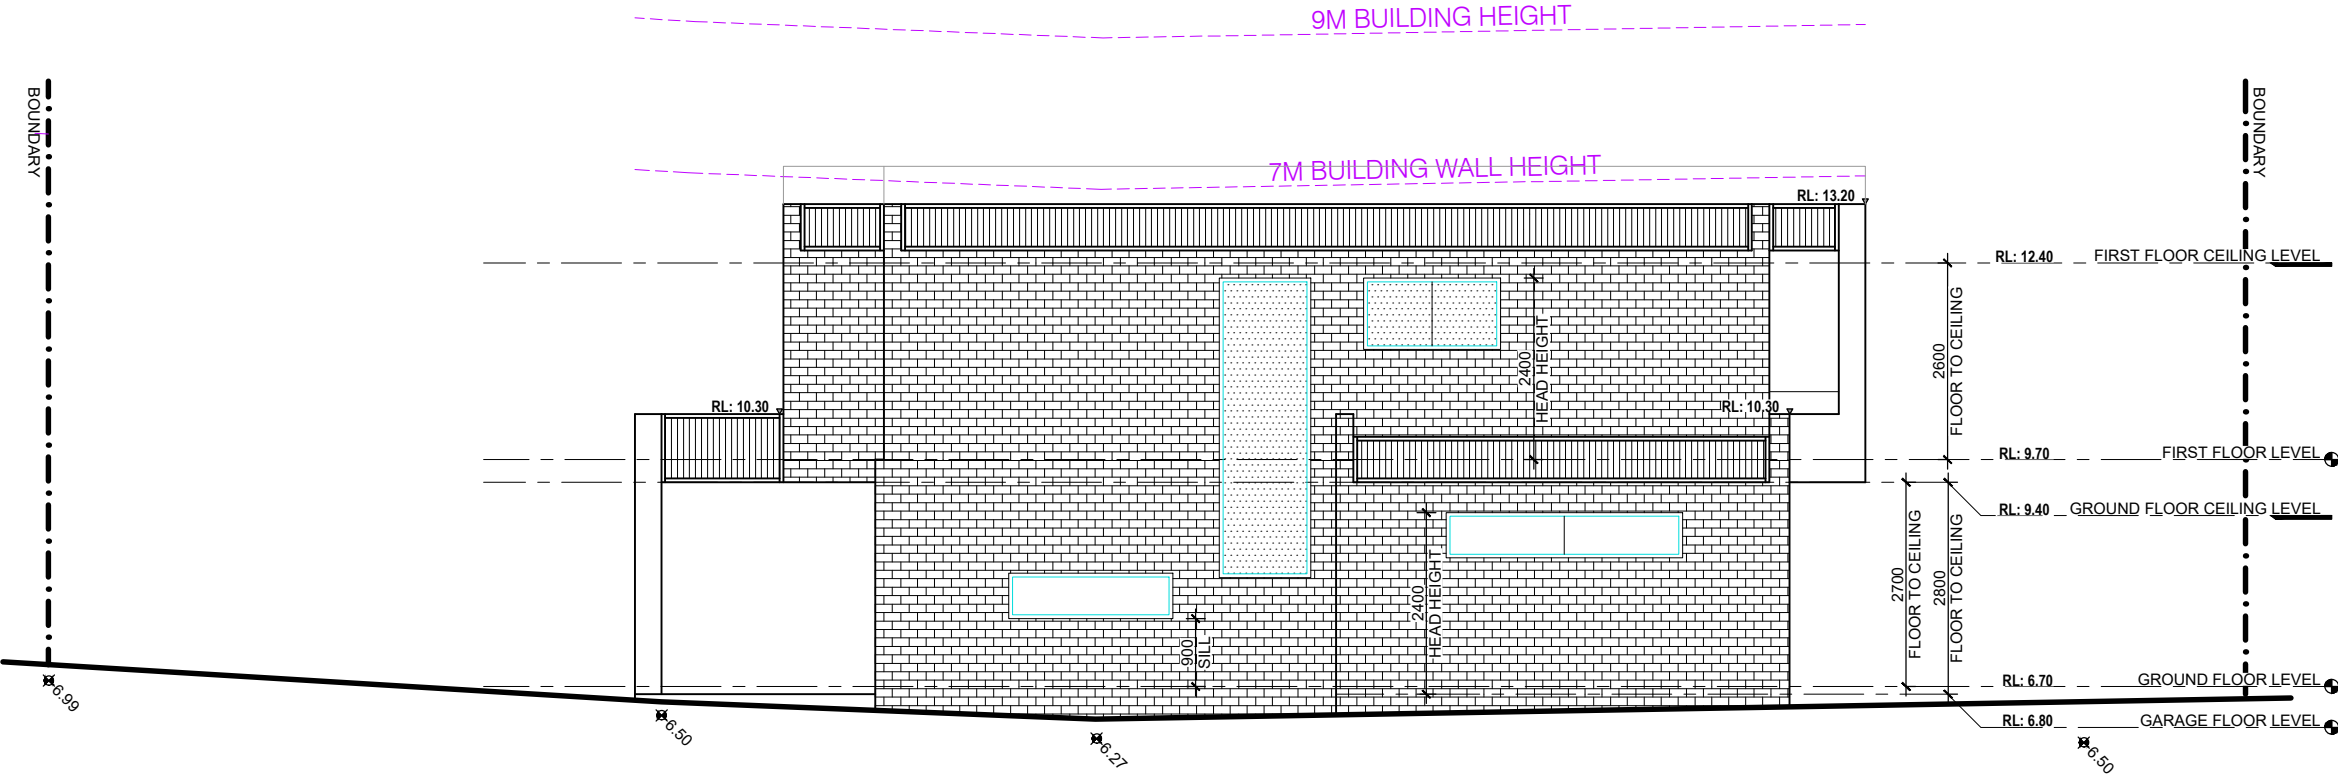 9M BUILDING HEIGHT
BOUNDARY
BOUNDARY
7M BUILDING WALL HEIGHT
RL: 13.20
RL: 12.40 FIRST FLOOR CEILING LEVEL
2400
HEAD HEIGHT
2600
FLOOR TO CEILING
RL: 10.30
RL: 10.30
RL: 9.70 FIRST FLOOR LEVEL
RL: 9.40 GROUND FLOOR CEILING LEVEL
2400
HEAD HEIGHT
2700
FLOOR TO CEILING
2800
FLOOR TO CEILING
900
SILL
RL: 6.70 GROUND FLOOR LEVEL
RL: 6.80 GARAGE FLOOR LEVEL
6.99
6.50
6.27
6.50